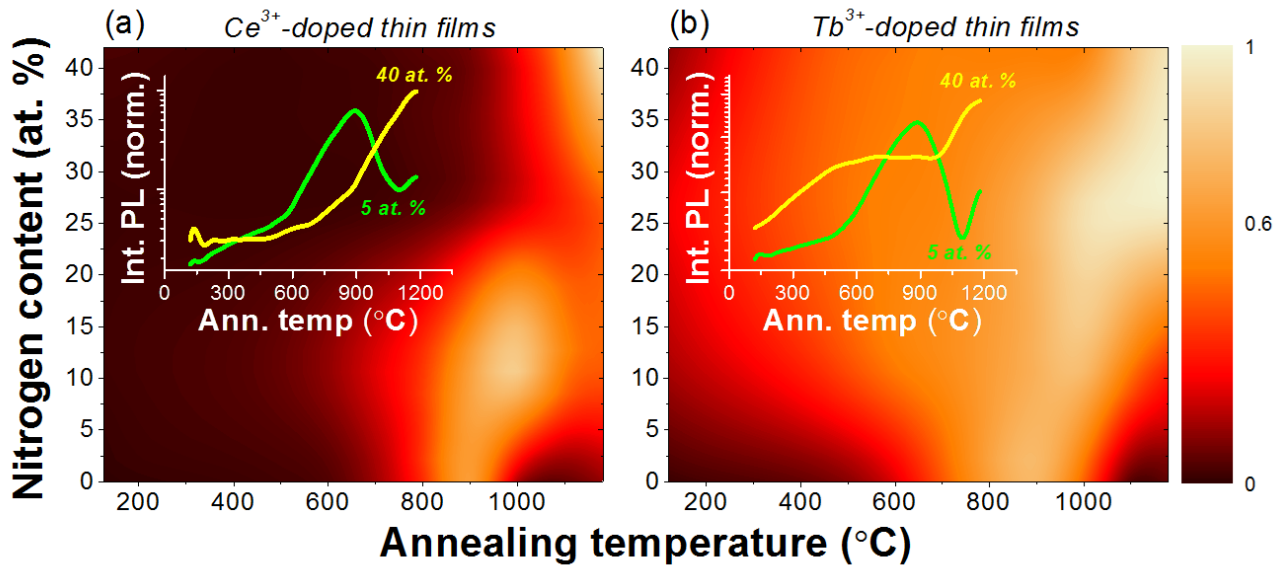 (a) Ce³⁺-doped thin films
(b) Tb³⁺-doped thin films
Nitrogen content (at. %)
40
35
30
25
20
15
10
5
0
Int. PL (norm.)
40 at. %
5 at. %
0 300 600 900 1200
Ann. temp (°C)
200 400 600 800 1000
Int. PL (norm.)
40 at. %
5 at. %
0 300 600 900 1200
Ann. temp (°C)
200 400 600 800 1000
1
0.6
0
Annealing temperature (°C)